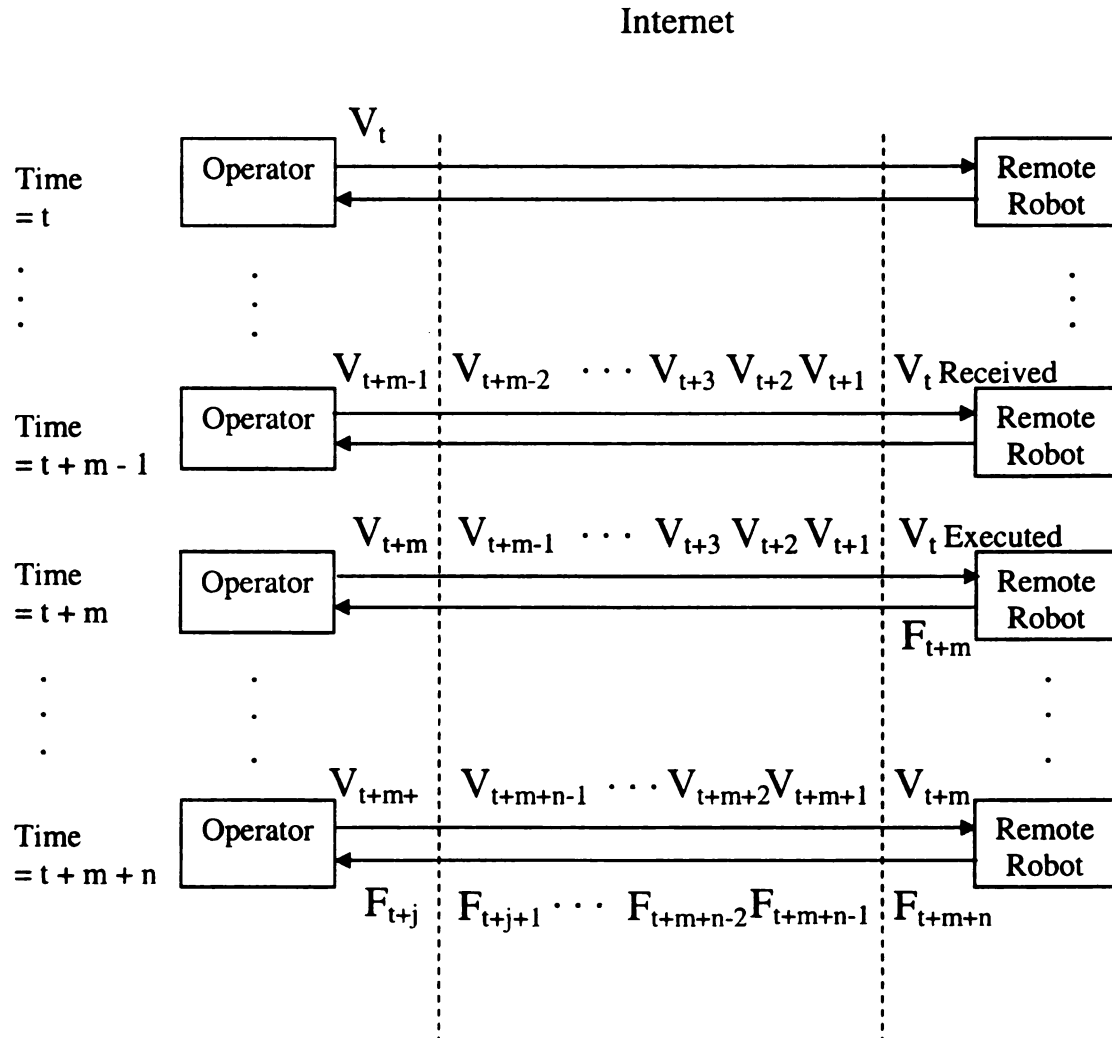 Internet
V_t
Time
= t
Operator
Remote
Robot
V_{t+m-1} V_{t+m-2} ··· V_{t+3} V_{t+2} V_{t+1} V_t Received
Time
= t + m - 1
Operator
Remote
Robot
V_{t+m} V_{t+m-1} ··· V_{t+3} V_{t+2} V_{t+1} V_t Executed
Time
= t + m
Operator
Remote
Robot
F_{t+m}
V_{t+m+} V_{t+m+n-1} ··· V_{t+m+2} V_{t+m+1} V_{t+m}
Time
= t + m + n
Operator
Remote
Robot
F_{t+j} F_{t+j+1} ··· F_{t+m+n-2} F_{t+m+n-1} F_{t+m+n}